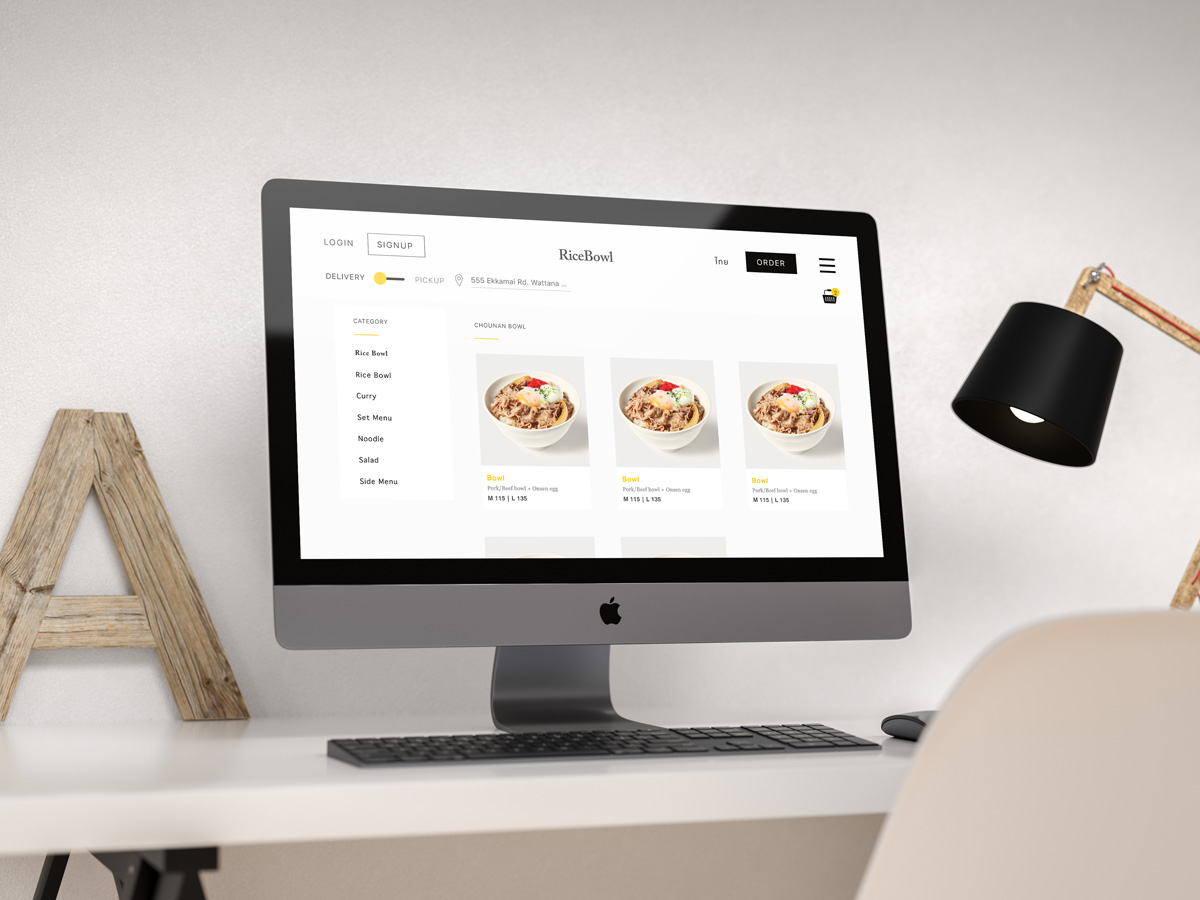 LOGIN SIGNUP RiceBowl ไทย ORDER
DELIVERY PICKUP 555 Ekkamai Rd. Wattana ...
2
CATEGORY
Rice Bowl
Rice Bowl
Curry
Set Menu
Noodle
Salad
Side Menu
CHOUNAN BOWL
Bowl
Pork/Beef bowl + Onsen egg
M 115 | L 135
Bowl
Pork/Beef bowl + Onsen egg
M 115 | L 135
Bowl
Pork/Beef bowl + Onsen egg
M 115 | L 135
A